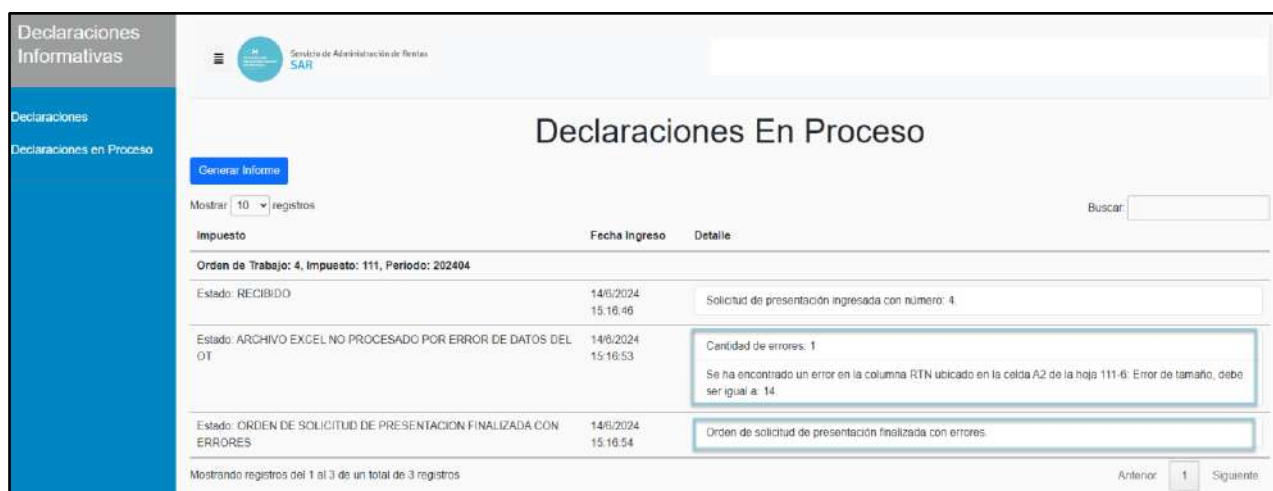 Declaraciones
Informativas
Servicio de Administración de Rentas
SAR
Declaraciones
Declaraciones en Proceso
Declaraciones En Proceso
Generar Informe
Mostrar 10 registros
Buscar:
Impuesto Fecha Ingreso Detalle
Orden de Trabajo: 4, Impuesto: 111, Periodo: 202404
Estado: RECIBIDO 14/6/2024
15:16:46
Solicitud de presentación ingresada con número: 4.
Estado: ARCHIVO EXCEL NO PROCESADO POR ERROR DE DATOS DEL
OT
14/6/2024
15:16:53
Cantidad de errores: 1
Se ha encontrado un error en la columna RTN ubicado en la celda A2 de la hoja 111-6: Error de tamaño, debe
ser igual a: 14.
Estado: ORDEN DE SOLICITUD DE PRESENTACION FINALIZADA CON
ERRORES
14/6/2024
15:16:54
Orden de solicitud de presentación finalizada con errores.
Mostrando registros del 1 al 3 de un total de 3 registros
Anterior 1 Siguiente